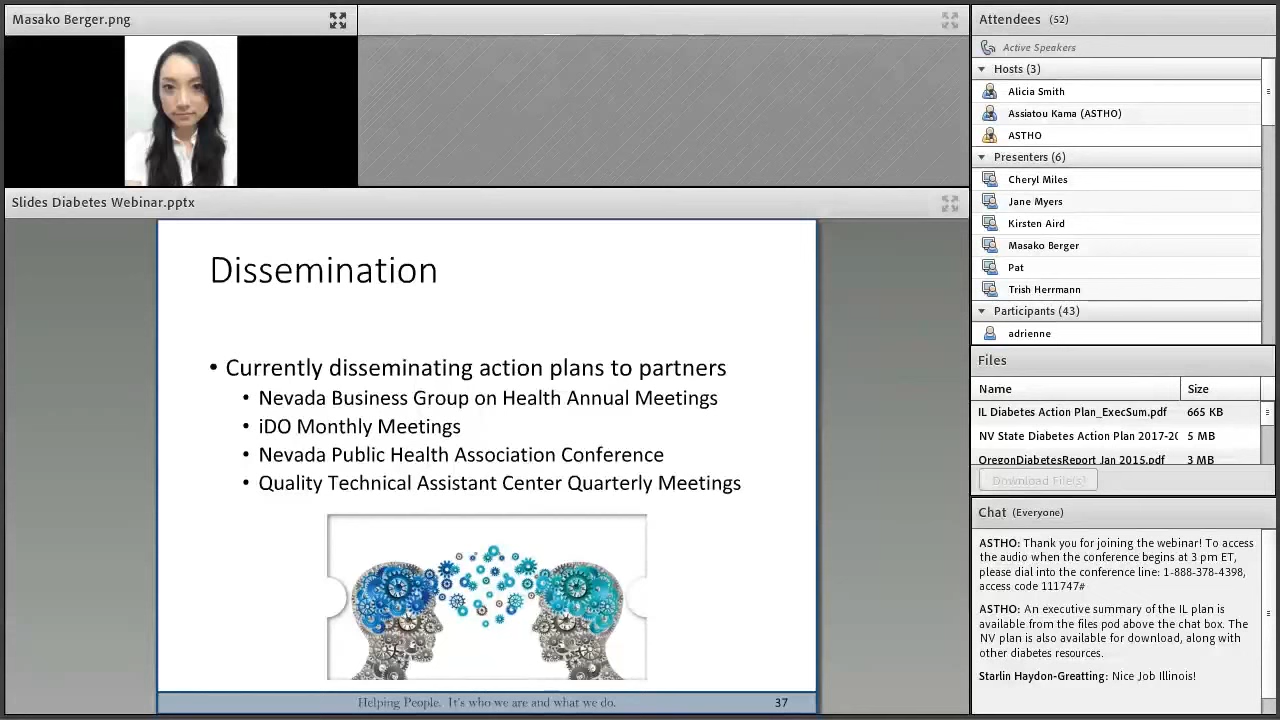 Masako Berger.png
Slides Diabetes Webinar.pptx
Dissemination
• Currently disseminating action plans to partners
• Nevada Business Group on Health Annual Meetings
• iDO Monthly Meetings
• Nevada Public Health Association Conference
• Quality Technical Assistant Center Quarterly Meetings
Helping People. It's who we are and what we do.
37
Attendees (52)
Active Speakers
Hosts (3)
Alicia Smith
Assiatou Kama (ASTHO)
ASTHO
Presenters (6)
Cheryl Miles
Jane Myers
Kirsten Aird
Masako Berger
Pat
Trish Herrmann
Participants (43)
adrienne
Files
Name Size
IL Diabetes Action Plan_ExecSum.pdf 665 KB
NV State Diabetes Action Plan 2017-20 5 MB
OregonDiabetesReport Jan 2015.pdf 3 MB
Download File(s)
Chat (Everyone)
ASTHO: Thank you for joining the webinar! To access
the audio when the conference begins at 3 pm ET,
please dial into the conference line: 1-888-378-4398,
access code 111747#
ASTHO: An executive summary of the IL plan is
available from the files pod above the chat box. The
NV plan is also available for download, along with
other diabetes resources.
Starlin Haydon-Greatting: Nice Job Illinois!